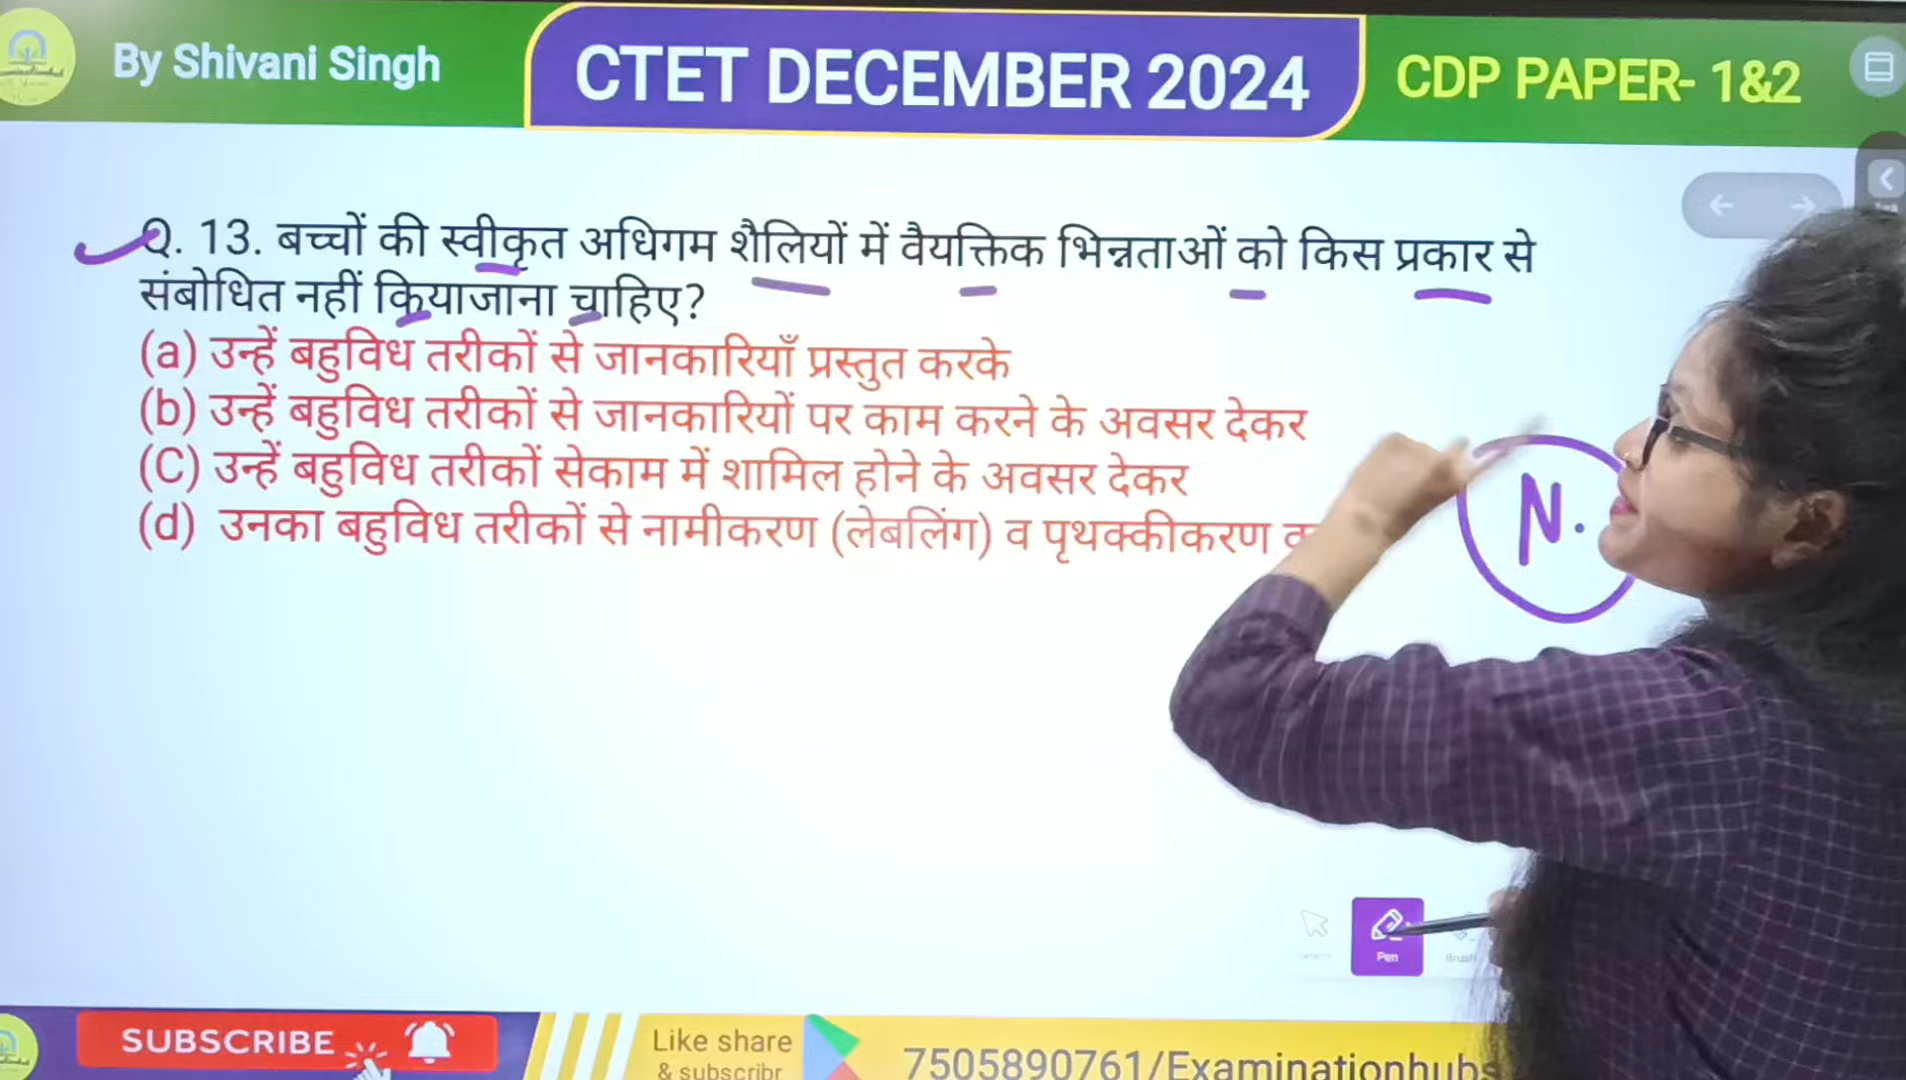 By Shivani Singh
CTET DECEMBER 2024
CDP PAPER- 1&2
Q. 13. बच्चों की स्वीकृत अधिगम शैलियों में वैयक्तिक भिन्नताओं को किस प्रकार से
संबोधित नहीं कियाजाना चाहिए?
(a) उन्हें बहुविध तरीकों से जानकारियाँ प्रस्तुत करके
(b) उन्हें बहुविध तरीकों से जानकारियों पर काम करने के अवसर देकर
(C) उन्हें बहुविध तरीकों सेकाम में शामिल होने के अवसर देकर
(d) उनका बहुविध तरीकों से नामीकरण (लेबलिंग) व पृथक्कीकरण
N.
Pen
Brush
SUBSCRIBE
Like share
& subscribr
7505890761/Examinationhubs